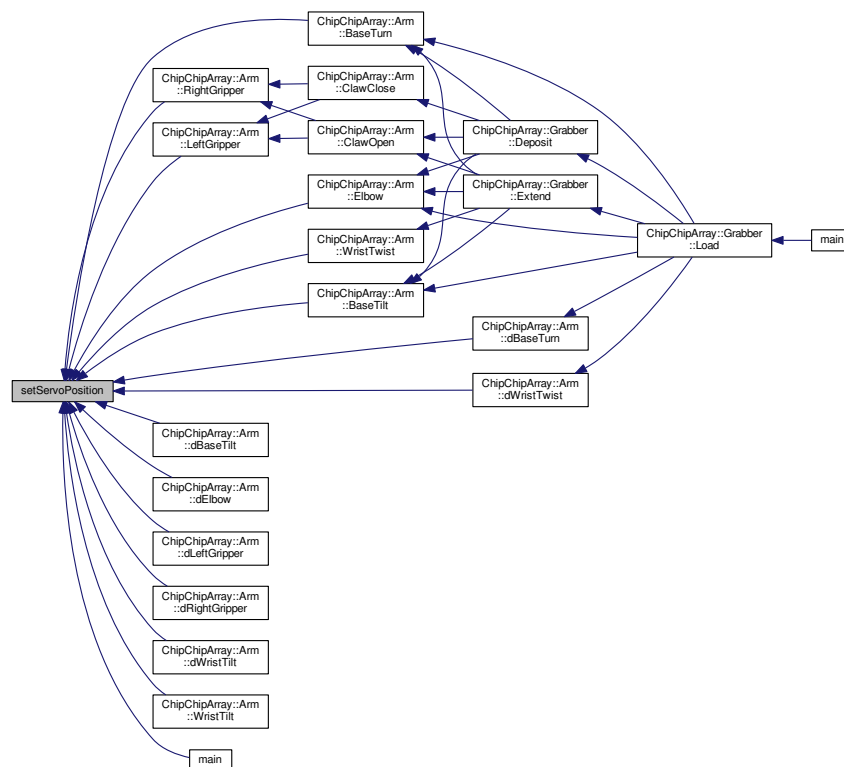 ChipChipArray::Arm
::BaseTurn
ChipChipArray::Arm
::RightGripper
ChipChipArray::Arm
::ClawClose
ChipChipArray::Arm
::LeftGripper
ChipChipArray::Arm
::ClawOpen
ChipChipArray::Grabber
::Deposit
ChipChipArray::Arm
::Elbow
ChipChipArray::Grabber
::Extend
ChipChipArray::Arm
::WristTwist
ChipChipArray::Grabber
::Load
main
ChipChipArray::Arm
::BaseTilt
ChipChipArray::Arm
::dBaseTurn
setServoPosition
ChipChipArray::Arm
::dWristTwist
ChipChipArray::Arm
::dBaseTilt
ChipChipArray::Arm
::dElbow
ChipChipArray::Arm
::dLeftGripper
ChipChipArray::Arm
::dRightGripper
ChipChipArray::Arm
::dWristTilt
ChipChipArray::Arm
::WristTilt
main